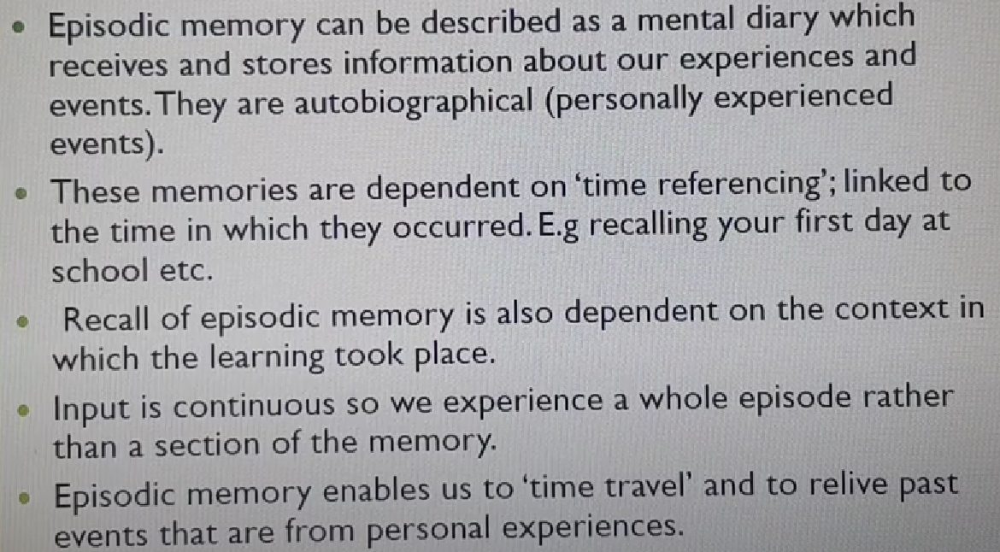 • Episodic memory can be described as a mental diary which
receives and stores information about our experiences and
events. They are autobiographical (personally experienced
events).
• These memories are dependent on ‘time referencing’; linked to
the time in which they occurred. E.g recalling your first day at
school etc.
• Recall of episodic memory is also dependent on the context in
which the learning took place.
• Input is continuous so we experience a whole episode rather
than a section of the memory.
• Episodic memory enables us to ‘time travel’ and to relive past
events that are from personal experiences.